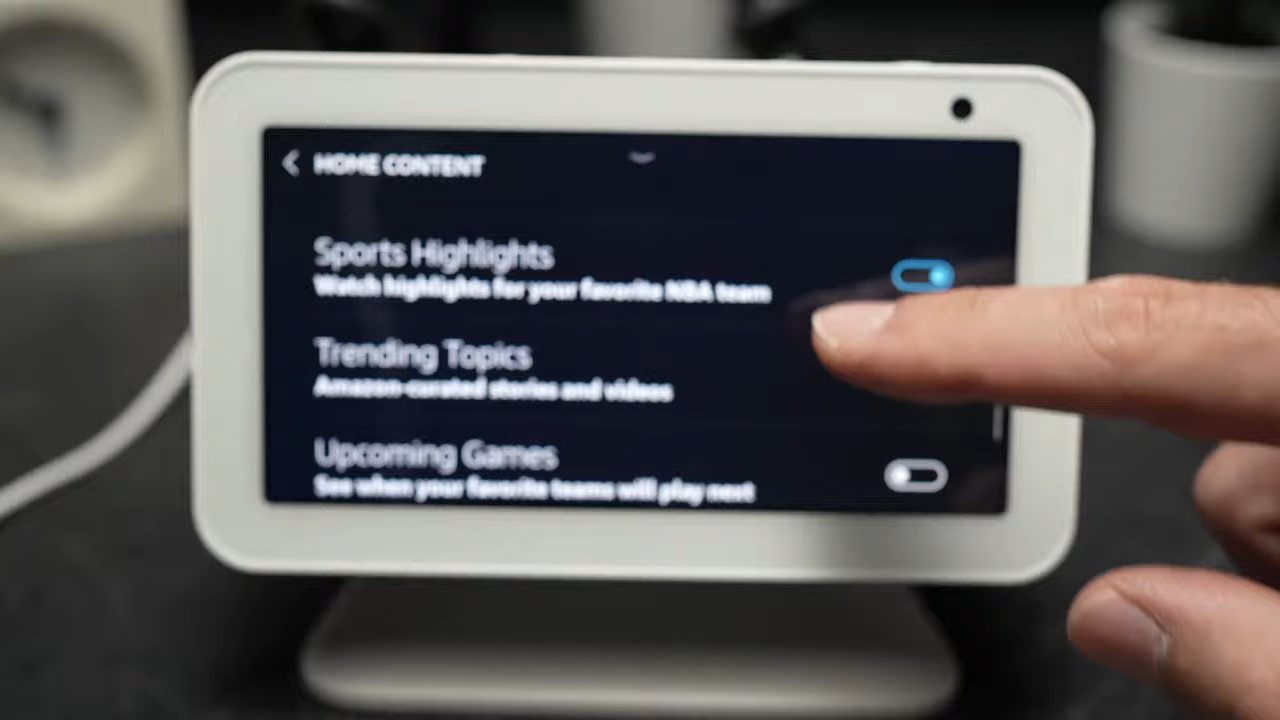 HOME CONTENT
Sports Highlights
Watch highlights for your favorite NBA team
Trending Topics
Amazon-curated stories and videos
Upcoming Games
See when your favorite teams will play next